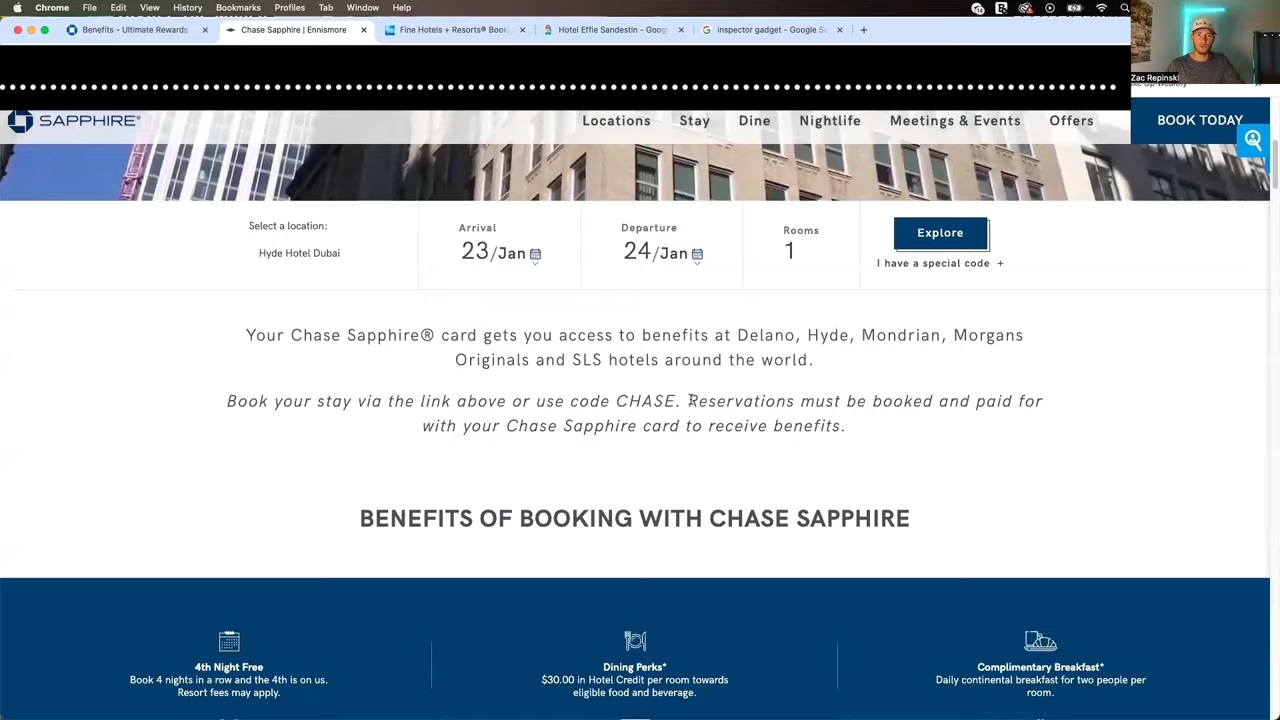 Chrome File Edit View History Bookmarks Profiles Tab Window Help
Benefits - Ultimate Rewards Chase Sapphire | Ennismore Fine Hotels + Resorts® Booki Hotel Effie Sandestin - Goog inspector gadget - Google Se
Zac Repinski
SAPPHIRE® Locations Stay Dine Nightlife Meetings & Events Offers BOOK TODAY
Select a location:
Hyde Hotel Dubai
Arrival
23/Jan
Departure
24/Jan
Rooms
1
Explore
I have a special code +
Your Chase Sapphire® card gets you access to benefits at Delano, Hyde, Mondrian, Morgans
Originals and SLS hotels around the world.
Book your stay via the link above or use code CHASE. Reservations must be booked and paid for
with your Chase Sapphire card to receive benefits.
BENEFITS OF BOOKING WITH CHASE SAPPHIRE
4th Night Free
Book 4 nights in a row and the 4th is on us.
Resort fees may apply.
Dining Perks*
$30.00 in Hotel Credit per room towards
eligible food and beverage.
Complimentary Breakfast*
Daily continental breakfast for two people per
room.